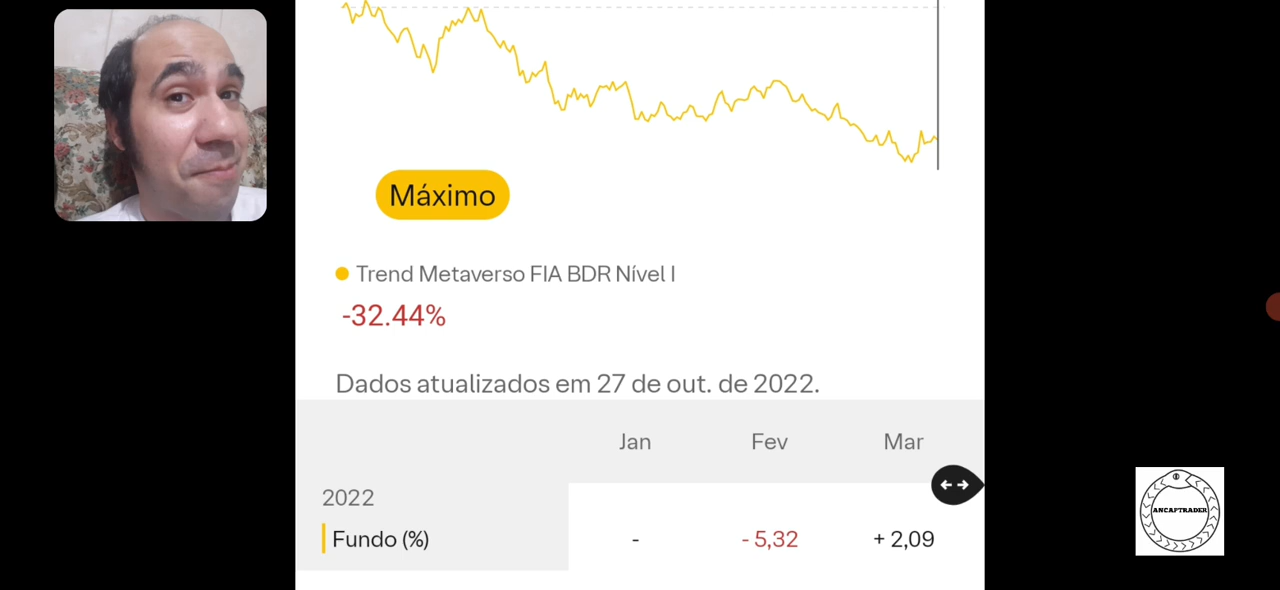 Máximo
Trend Metaverso FIA BDR Nível I
-32.44%
Dados atualizados em 27 de out. de 2022.
Jan Fev Mar
2022
Fundo (%) - - 5,32 + 2,09
ANCAPTRADER